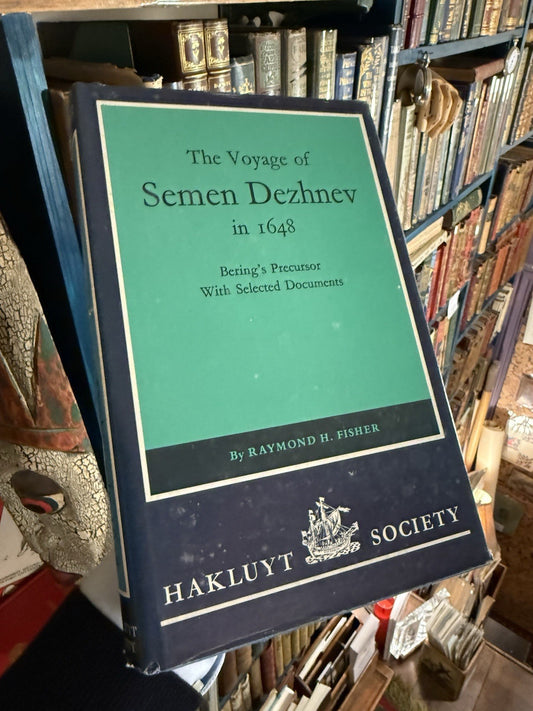 The Voyage of
Semen Dezhnev
in 1648
Bering's Precursor
With Selected Documents
By RAYMOND H. FISHER
HAKLUYT SOCIETY